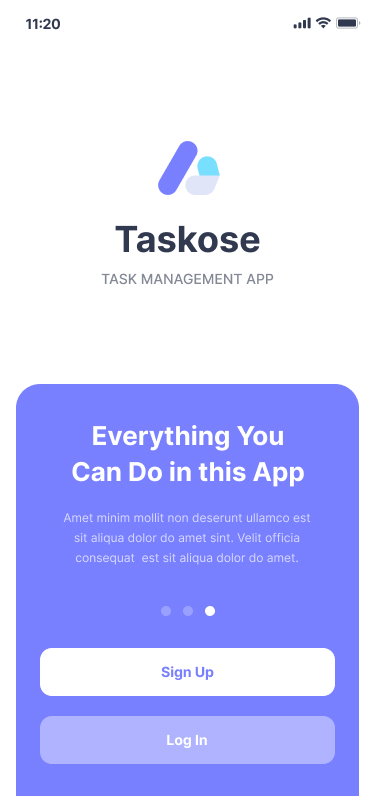 11:20
Taskose
TASK MANAGEMENT APP
Everything You
Can Do in this App
Amet minim mollit non deserunt ullamco est
sit aliqua dolor do amet sint. Velit officia
consequat  est sit aliqua dolor do amet.
Sign Up
Log In